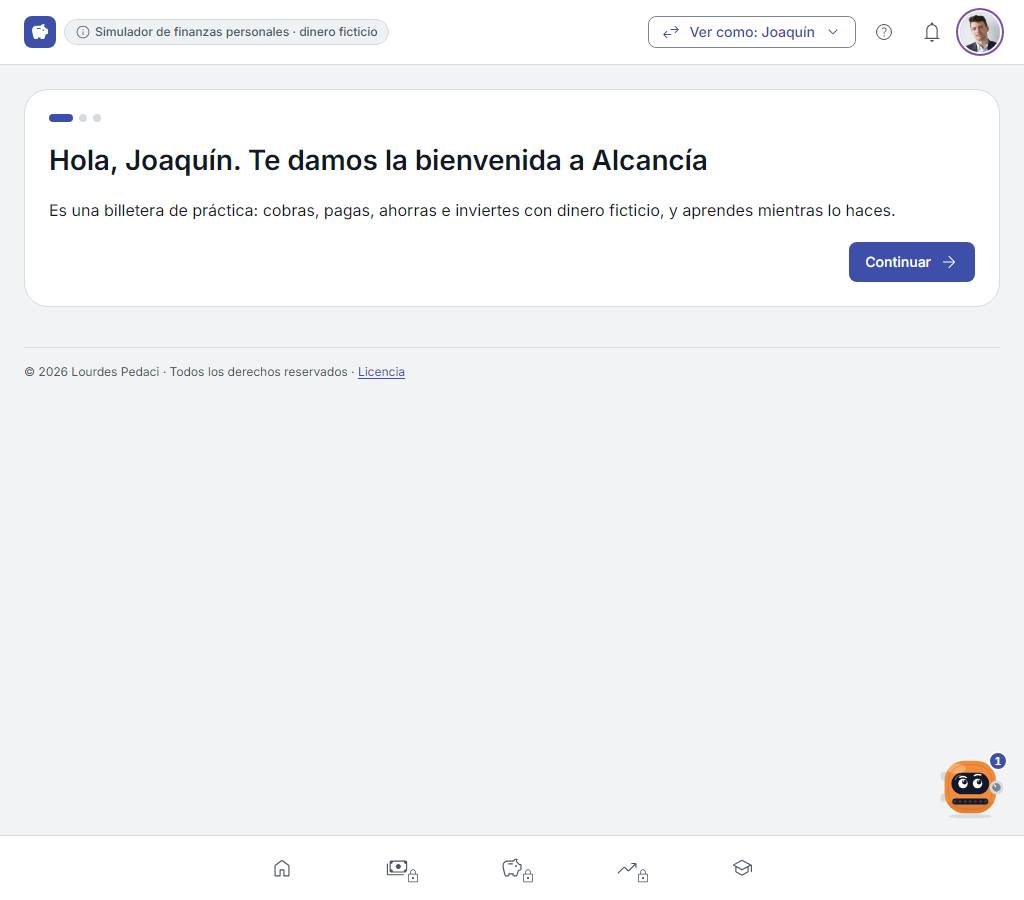 Simulador de finanzas personales · dinero ficticio
Ver como: Joaquín
Hola, Joaquín. Te damos la bienvenida a Alcancía
Es una billetera de práctica: cobras, pagas, ahorras e inviertes con dinero ficticio, y aprendes mientras lo haces.
Continuar
© 2026 Lourdes Pedaci · Todos los derechos reservados · Licencia
1